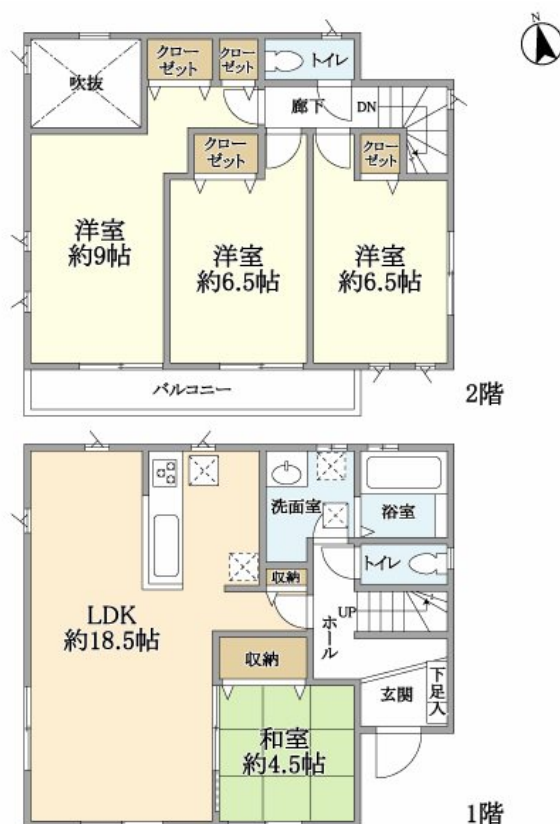 N
吹抜
クロー
ゼット
クロー
ゼット
トイレ
廊下
DN
クロー
ゼット
クロー
ゼット
洋室
約9帖
洋室
約6.5帖
洋室
約6.5帖
バルコニー
2階
洗面室
浴室
トイレ
収納
UP
ホール
LDK
約18.5帖
収納
玄関
下足入
和室
約4.5帖
1階